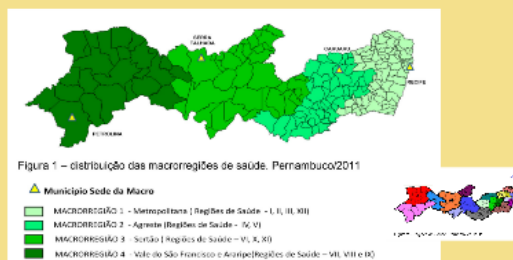 SERRA TALHADA
CARUARU
RECIFE
PETROLINA
Figura 1 – distribuição das macrorregiões de saúde. Pernambuco/2011
Município Sede da Macro
MACRORREGIÃO 1 - Metropolitana ( Regiões de Saúde - I, II, III, XII)
MACRORREGIÃO 2 - Agreste (Regiões de Saúde - IV, V)
MACRORREGIÃO 3 - Sertão ( Regiões de Saúde – VI, X, XI)
MACRORREGIÃO 4 - Vale do São Francisco e Araripe(Regiões de Saúde – VII, VIII e IX)